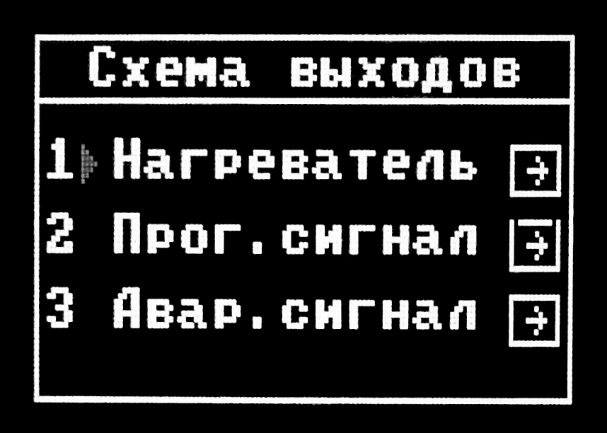 Схема выходов
1 Нагреватель
2 Прог.сигнал
3 Авар.сигнал